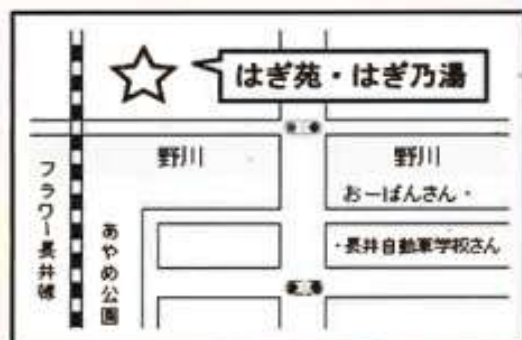 はぎ苑・はぎ乃湯
野川
野川
おーばんさん・
・長井自動車学校さん
フラワー長井線
あやめ公園